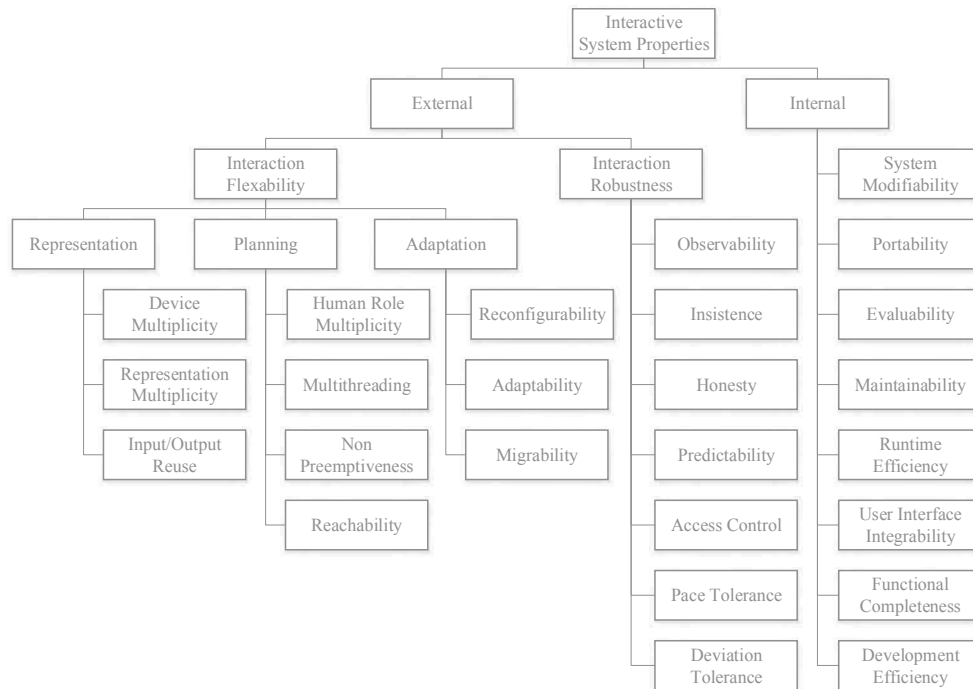 Interactive
System Properties
External
Internal
Interaction
Flexability
Interaction
Robustness
System
Modifiability
Representation
Planning
Adaptation
Observability
Portability
Device
Multiplicity
Human Role
Multiplicity
Reconfigurability
Insistence
Evaluability
Representation
Multiplicity
Multithreading
Adaptability
Honesty
Maintainability
Input/Output
Reuse
Non
Preemptiveness
Migrability
Predictability
Runtime
Efficiency
Reachability
Access Control
User Interface
Integrability
Pace Tolerance
Functional
Completeness
Deviation
Tolerance
Development
Efficiency